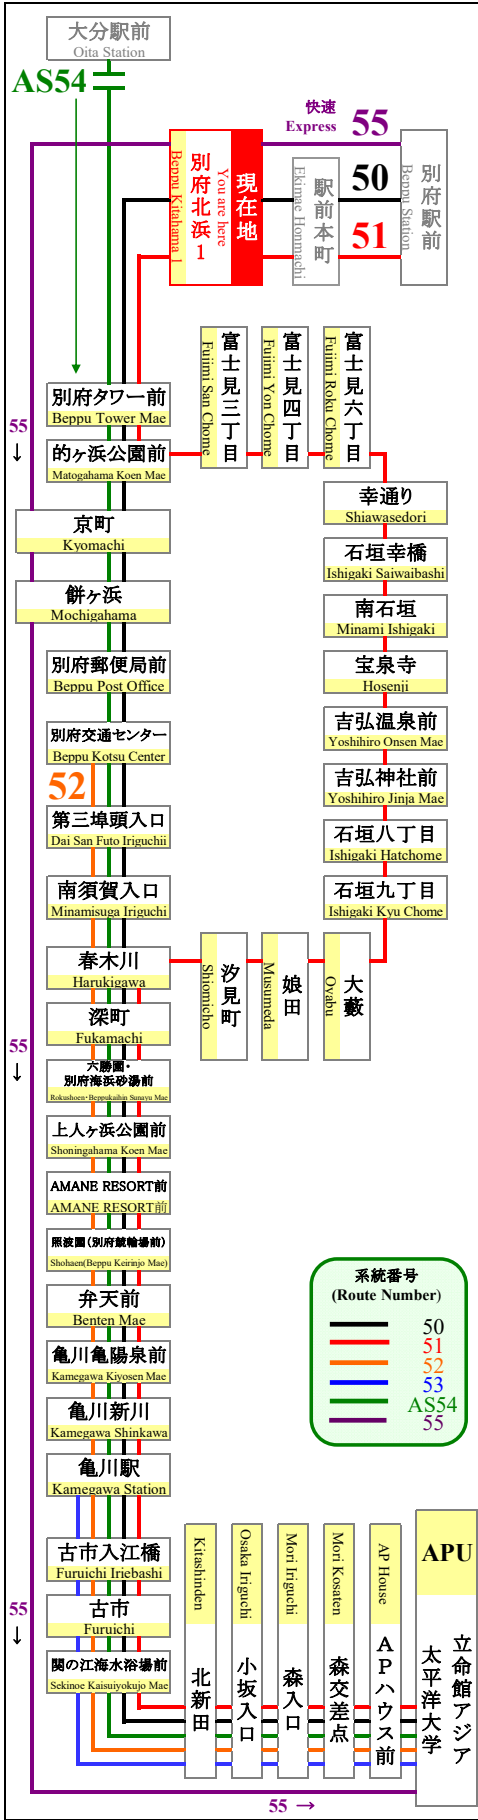 大分駅前
Oita Station
AS54
快速
Express
55
50
51
別府駅前
Beppu Station
駅前本町
Ekimae Honmachi
現在地
You are here
別府北浜1
Beppu Kitahama 1
別府タワー前
Beppu Tower Mae
的ヶ浜公園前
Matogahama Koen Mae
富士見三丁目
Fujimi San Chome
富士見四丁目
Fujimi Yon Chome
富士見六丁目
Fujimi Roku Chome
55
↓
京町
Kyomachi
餅ヶ浜
Mochigahama
別府郵便局前
Beppu Post Office
別府交通センター
Beppu Kotsu Center
52
第三埠頭入口
Dai San Futo Iriguchii
南須賀入口
Minamisuga Iriguchi
春木川
Harukigawa
幸通り
Shiawasedori
石垣幸橋
Ishigaki Saiwaibashi
南石垣
Minami Ishigaki
宝泉寺
Hosenji
吉弘温泉前
Yoshihiro Onsen Mae
吉弘神社前
Yoshihiro Jinja Mae
石垣八丁目
Ishigaki Hatchome
石垣九丁目
Ishigaki Kyu Chome
汐見町
Shiomicho
娘田
Musumeda
大藪
Oyabu
深町
Fukamachi
55
↓
六勝園・
別府海浜砂湯前
Rokushoen・Beppukaihin Sunayu Mae
上人ヶ浜公園前
Shoningahama Koen Mae
AMANE RESORT前
AMANE RESORT前
照波園(別府競輪場前)
Shohaen(Beppu Keirinjo Mae)
弁天前
Benten Mae
亀川亀陽泉前
Kamegawa Kiyosen Mae
亀川新川
Kamegawa Shinkawa
亀川駅
Kamegawa Station
系統番号
(Route Number)
50
51
52
53
AS54
55
古市入江橋
Furuichi Iriebashi
古市
Furuichi
関の江海水浴場前
Sekinoe Kaisuiyokujo Mae
55
↓
Kitashinden
北新田
Osaka Iriguchi
小坂入口
Mori Iriguchi
森入口
Mori Kosaten
森交差点
AP House
APハウス前
APU
立命館アジア
太平洋大学
55 →